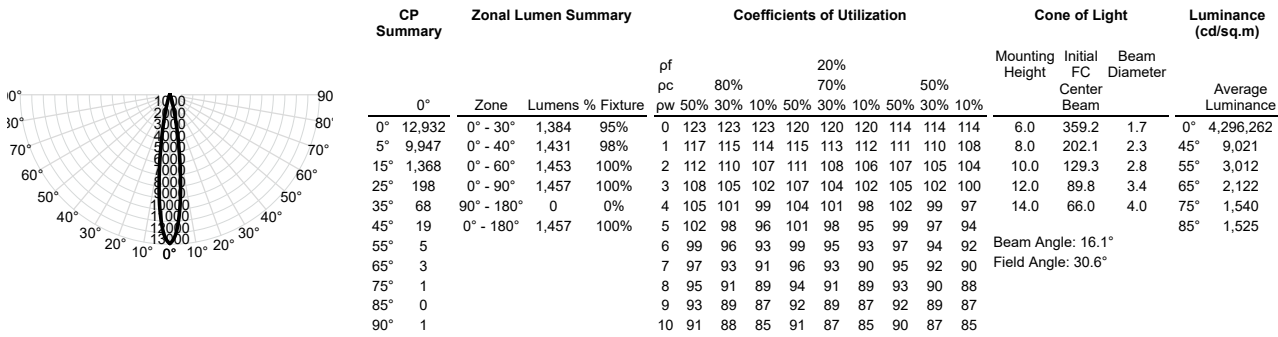 CP Summary Zonal Lumen Summary Coefficients of Utilization Cone of Light Luminance (cd/sq.m)
ρf 20%
ρc 80% 70% 50%
0° Zone Lumens % Fixture ρw 50% 30% 10% 50% 30% 10% 50% 30% 10% Mounting Height Initial FC Center Beam Beam Diameter Average Luminance
0° 12,932 0° - 30° 1,384 95% 0 123 123 123 120 120 120 114 114 114 6.0 359.2 1.7 0° 4,296,262
5° 9,947 0° - 40° 1,431 98% 1 117 115 114 115 113 112 111 110 108 8.0 202.1 2.3 45° 9,021
15° 1,368 0° - 60° 1,453 100% 2 112 110 107 111 108 106 107 105 104 10.0 129.3 2.8 55° 3,012
25° 198 0° - 90° 1,457 100% 3 108 105 102 107 104 102 105 102 100 12.0 89.8 3.4 65° 2,122
35° 68 90° - 180° 0 0% 4 105 101 99 104 101 98 102 99 97 14.0 66.0 4.0 75° 1,540
45° 19 0° - 180° 1,457 100% 5 102 98 96 101 98 95 99 97 94 85° 1,525
55° 5 6 99 96 93 99 95 93 97 94 92 Beam Angle: 16.1°
65° 3 7 97 93 91 96 93 90 95 92 90 Field Angle: 30.6°
75° 1 8 95 91 89 94 91 89 93 90 88
85° 0 9 93 89 87 92 89 87 92 89 87
90° 1 10 91 88 85 91 87 85 90 87 85
0° 90
80° 80°
70° 70°
60° 60°
50° 50°
40° 40°
30° 30°
20° 20°
10° 0° 10°
1000
2000
3000
4000
5000
6000
7000
8000
9000
10000
12000
13000